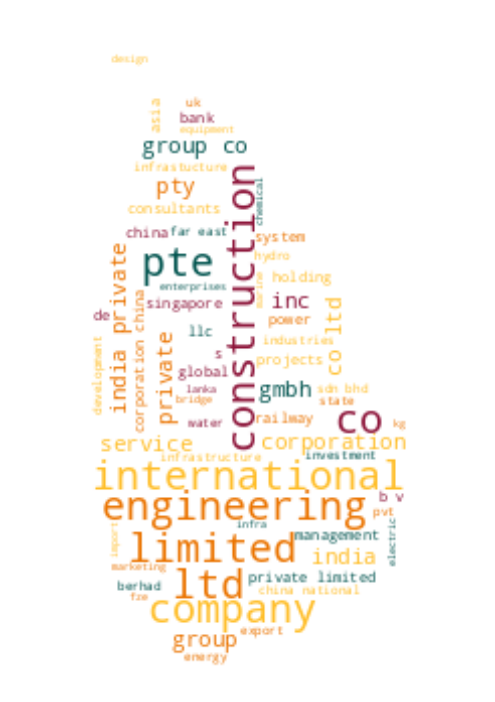 design
asia
uk
bank
equipment
group co
infrastucture
pty
construction
chemical
consultants
china
far east
system
india private
pte
hydro
marine
holding
enterprises
corporation china
singapore
inc
co ltd
de
power
llc
private
industries
development
s
projects
global
lanka
gmbh
sdn bhd
bridge
state
water
railway
co
kg
service
corporation
infrastructure
investment
international
engineering
b v
pvt
infra
electric
import
limited
management
india
marketing
ltd
private limited
berhad
china national
fze
company
group
export
energy